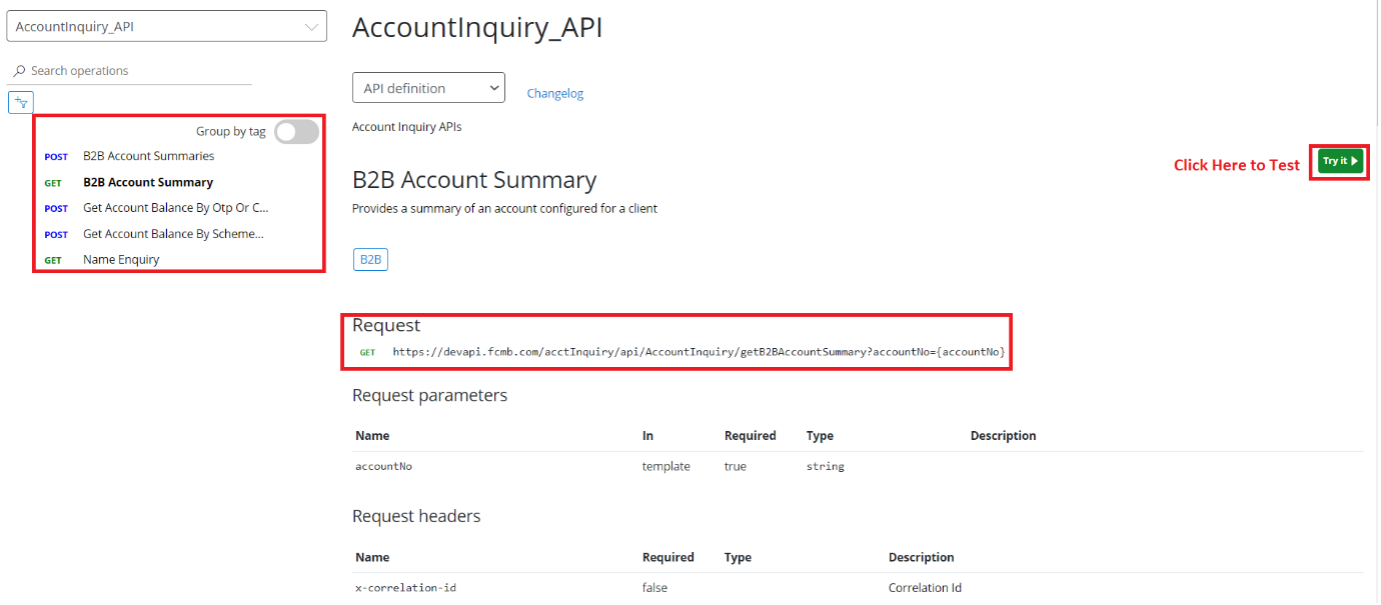 AccountInquiry_API
Search operations
Group by tag
POST B2B Account Summaries
GET B2B Account Summary
POST Get Account Balance By Otp Or C...
POST Get Account Balance By Scheme...
GET Name Enquiry
AccountInquiry_API
API definition Changelog
Account Inquiry APIs
Click Here to Test Try it
B2B Account Summary
Provides a summary of an account configured for a client
B2B
Request
GET https://devapi.fcmb.com/acctInquiry/api/AccountInquiry/getB2BAccountSummary?accountNo={accountNo}
Request parameters
Name In Required Type Description
accountNo template true string
Request headers
Name Required Type Description
x-correlation-id false Correlation Id